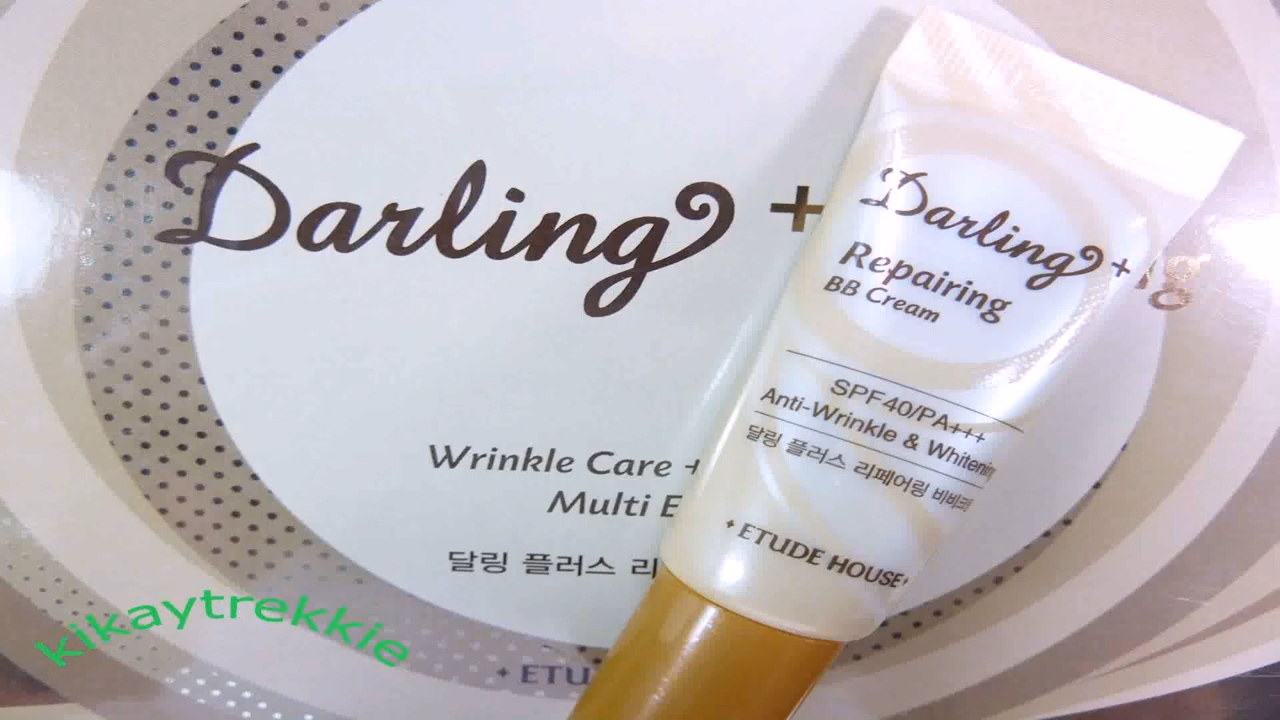 Darling +
Wrinkle Care +
Multi E
달링 플러스 리
+ ETU
Darling +
Repairing
BB Cream
SPF40/PA+++
Anti-Wrinkle & Whitening
달링 플러스 리페어링 비비크림
+ ETUDE HOUSE +
kikaytrekkie